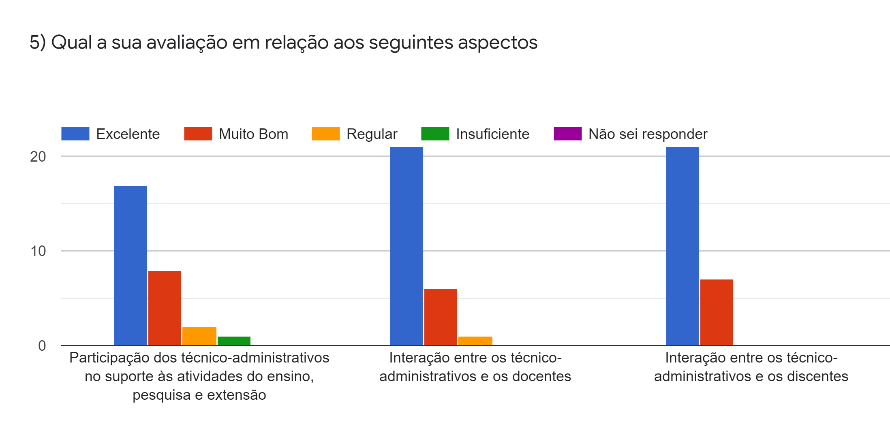 5) Qual a sua avaliação em relação aos seguintes aspectos
Excelente Muito Bom Regular Insuficiente Não sei responder
20
10
0
Participação dos técnico-administrativos
no suporte às atividades do ensino,
pesquisa e extensão
Interação entre os técnico-
administrativos e os docentes
Interação entre os técnico-
administrativos e os discentes